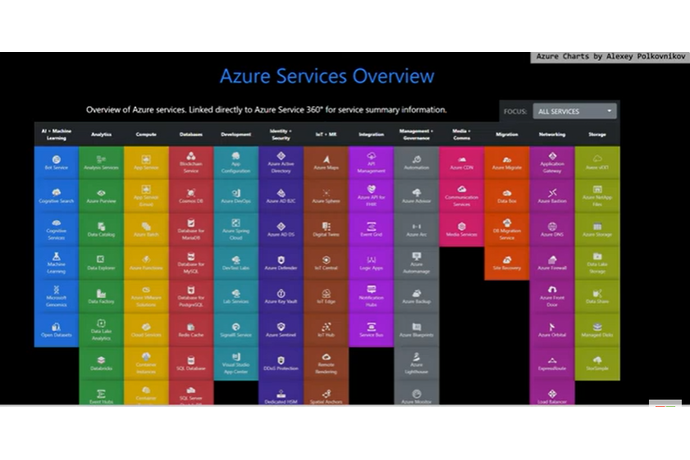 Azure Charts by Alexey Polkovnikov
Azure Services Overview
Overview of Azure services. Linked directly to Azure Service 360° for service summary information.
FOCUS: ALL SERVICES
AI + Machine
Learning
Analytics
Compute
Databases
Development
Identity +
Security
IoT + MR
Integration
Management +
Governance
Media +
Comms
Migration
Networking
Storage
Bot Service
Analysis Services
App Service
Blockchain
Service
App
Configuration
Azure Active
Directory
Azure Maps
API
Management
Automation
Azure CDN
Azure Migrate
Application
Gateway
Cognitive Search
Azure Purview
App Service
Cosmos DB
Azure DevOps
Azure AD B2C
Azure Sphere
Azure API for
FHIR
Azure Advisor
Communication
Services
Data Box
Azure Bastion
Azure NetApp
Files
Cognitive
Services
Data Catalog
Azure Batch
Database for
MariaDB
Azure Spring
Cloud
Azure AD DS
Digital Twins
Event Grid
Azure Arc
Media Services
DB Migration
Service
Azure DNS
Azure Storage
Machine
Learning
Data Explorer
Azure Functions
Database for
MySQL
DevTest Labs
Azure Defender
IoT Central
Logic Apps
Azure
Automanage
Site Recovery
Azure Firewall
Data Lake
Storage
Microsoft
Genomics
Data Factory
Azure VMware
Solutions
Database for
PostgreSQL
Lab Services
Azure Key Vault
IoT Edge
Notification
Hubs
Azure Backup
Azure Front
Door
Data Share
Open Datasets
Data Lake
Analytics
Cloud Services
Redis Cache
SignalR Service
Azure Sentinel
IoT Hub
Service Bus
Azure Blueprints
Azure Orbital
Managed Disks
Databricks
Container
Instances
SQL Database
Visual Studio
App Center
DDoS Protection
Remote
Rendering
Azure
Lighthouse
ExpressRoute
StorSimple
Event Hubs
Container
SQL Server
Dedicated HSM
Spatial Anchors
Azure Monitor
Load Balancer